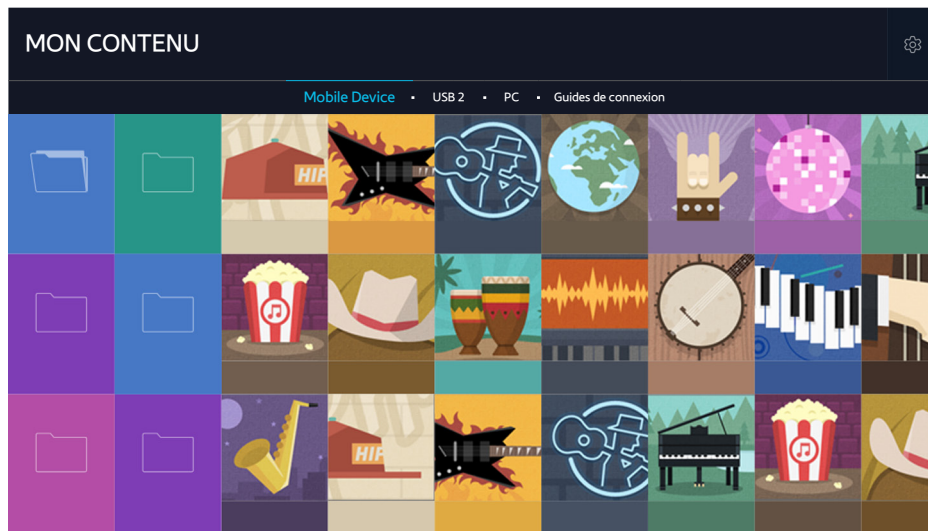 MON CONTENU
Mobile Device • USB 2 • PC • Guides de connexion
HIP
HIP